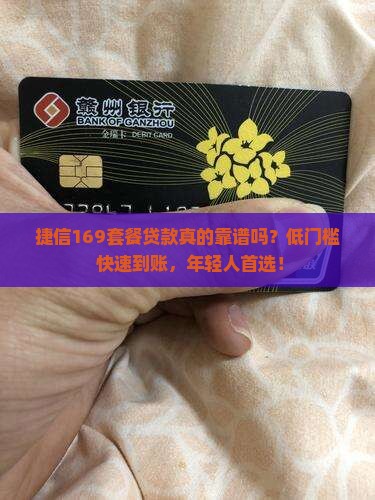 赣州银行
BANK OF GANZHOU
金瑞卡 DEBIT CARD
捷信169套餐贷款真的靠谱吗？低门槛
快速到账，年轻人首选！